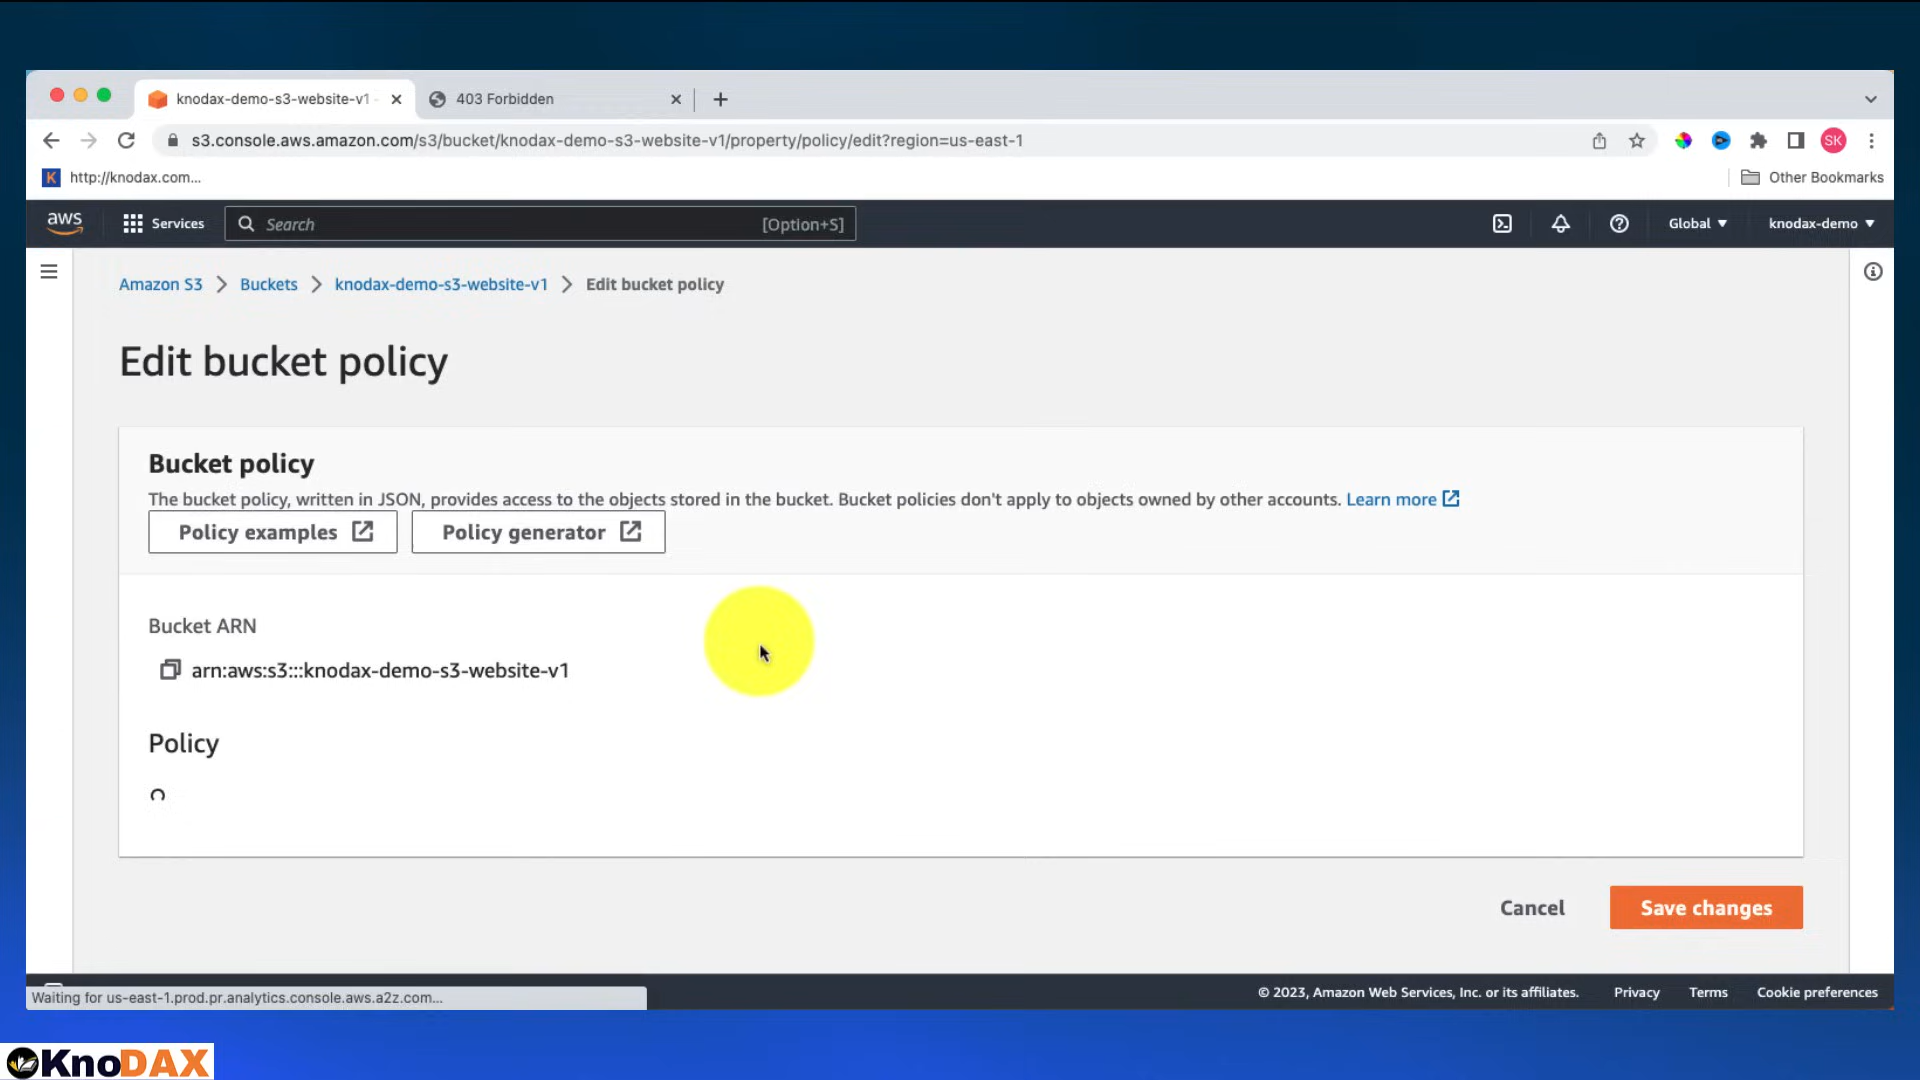 knodax-demo-s3-website-v1 -
403 Forbidden
s3.console.aws.amazon.com/s3/bucket/knodax-demo-s3-website-v1/property/policy/edit?region=us-east-1
SK
K http://knodax.com...
Other Bookmarks
aws Services Search [Option+S] Global knodax-demo
Amazon S3 > Buckets > knodax-demo-s3-website-v1 > Edit bucket policy
Edit bucket policy
Bucket policy
The bucket policy, written in JSON, provides access to the objects stored in the bucket. Bucket policies don't apply to objects owned by other accounts. Learn more
Policy examples
Policy generator
Bucket ARN
arn:aws:s3:::knodax-demo-s3-website-v1
Policy
Cancel
Save changes
Waiting for us-east-1.prod.pr.analytics.console.aws.a2z.com...
© 2023, Amazon Web Services, Inc. or its affiliates. Privacy Terms Cookie preferences
KnoDAX